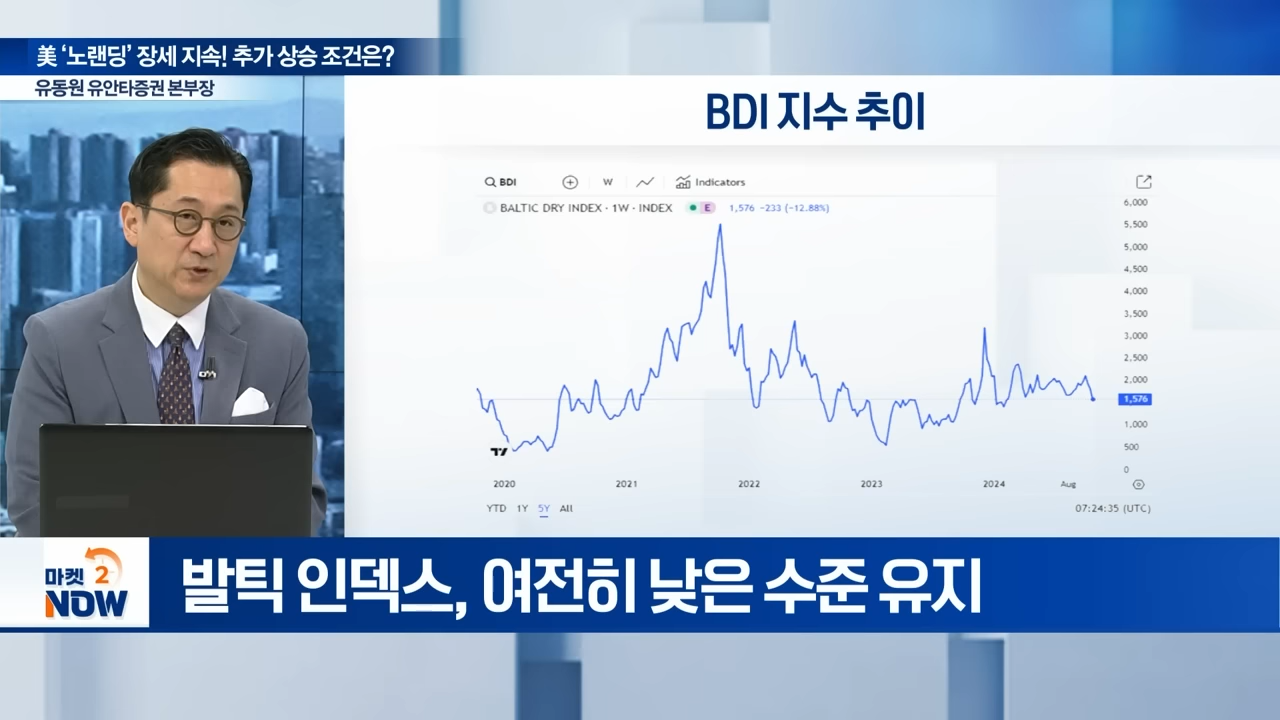 美 ‘노랜딩’ 장세 지속! 추가 상승 조건은?
유동원 유안타증권 본부장
BDI 지수 추이
BDI W Indicators
BALTIC DRY INDEX · 1W · INDEX E 1,576 −233 (−12.88%)
6,000
5,500
5,000
4,500
4,000
3,500
3,000
2,500
2,000
1,576
1,000
500
0
2020 2021 2022 2023 2024 Aug
YTD 1Y 5Y All 07:24:35 (UTC)
마켓 2
NOW
발틱 인덱스, 여전히 낮은 수준 유지